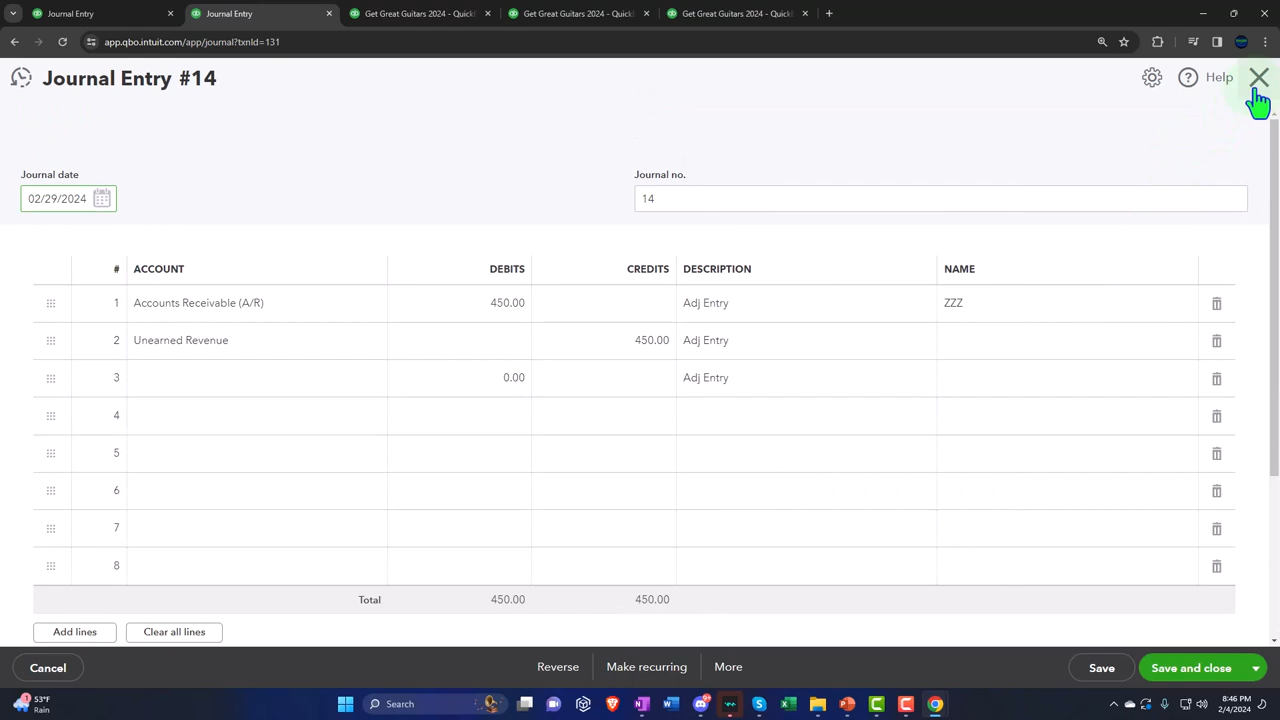 Journal Entry
Journal Entry
Get Great Guitars 2024 - QuickB
Get Great Guitars 2024 - Quick
Get Great Guitars 2024 - Quick
app.qbo.intuit.com/app/journal?txnId=131
Journal Entry #14
Help
Journal date
Journal no.
02/29/2024
14
# ACCOUNT DEBITS CREDITS DESCRIPTION NAME
1 Accounts Receivable (A/R) 450.00 Adj Entry ZZZ
2 Unearned Revenue 450.00 Adj Entry
3 0.00 Adj Entry
4
5
6
7
8
Total 450.00 450.00
Add lines Clear all lines
Cancel Reverse Make recurring More Save Save and close
53°F
Rain
Search
8:46 PM
2/4/2024